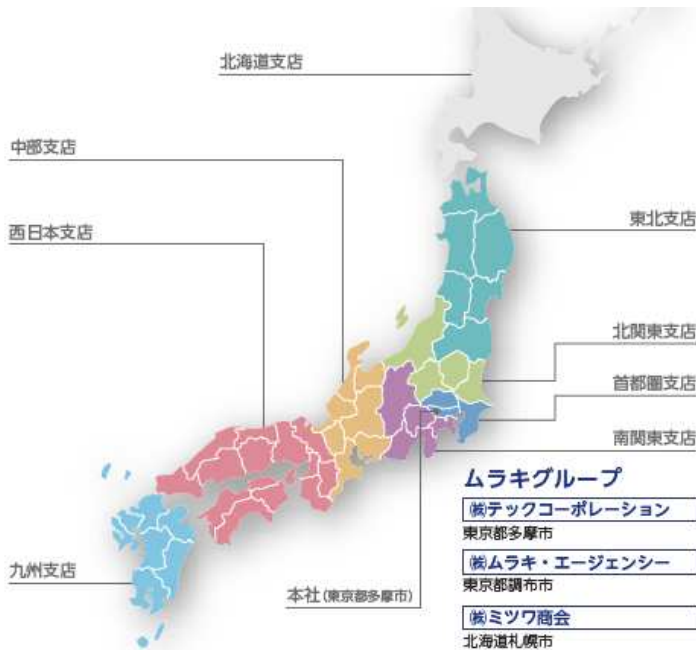 北海道支店
中部支店
西日本支店
東北支店
北関東支店
首都圏支店
南関東支店
九州支店
本社(東京都多摩市)
ムラキグループ
㈱テックコーポレーション
東京都多摩市
㈱ムラキ・エージェンシー
東京都調布市
㈱ミツワ商会
北海道札幌市